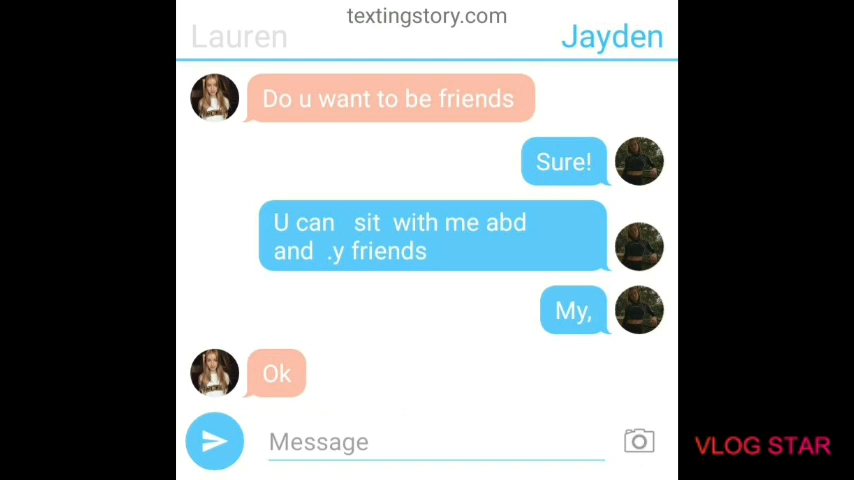 textingstory.com
Lauren
Jayden
Do u want to be friends
Sure!
U can   sit  with me abd
and  .y friends
My,
Ok
Message
VLOG STAR